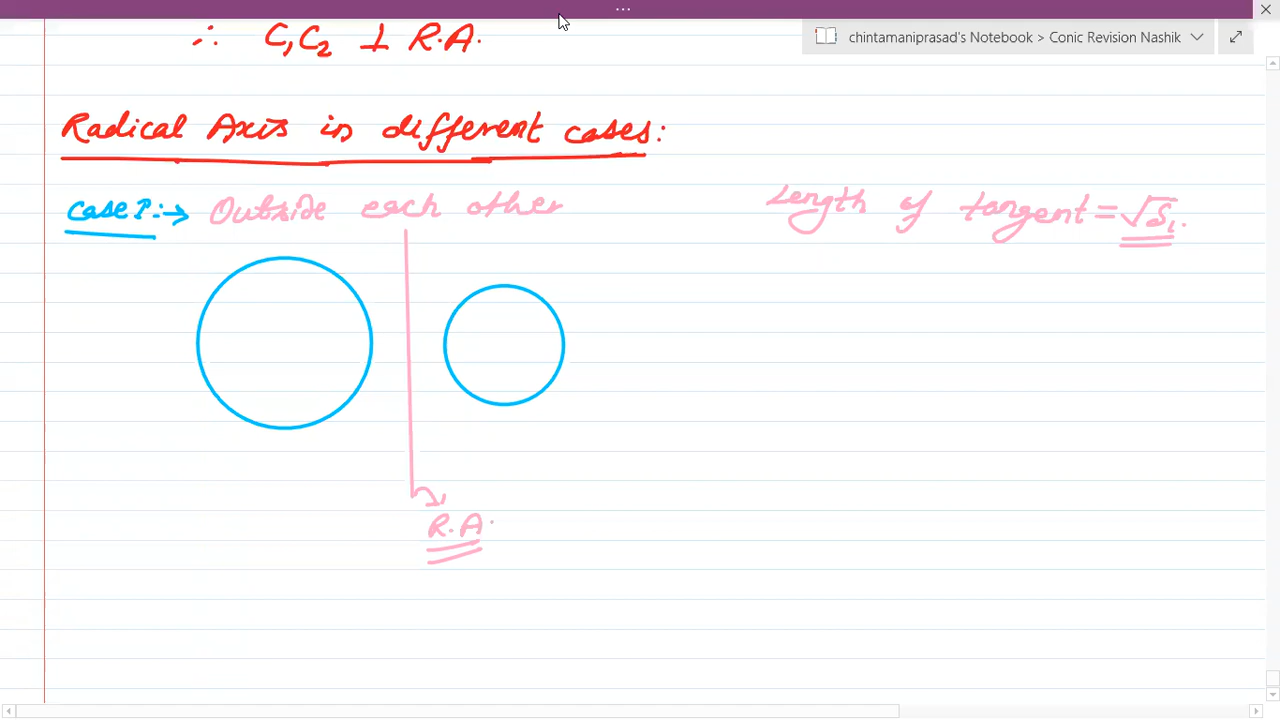 ...
∴ C₁C₂ ⊥ R.A.
chintamaniprasad's Notebook > Conic Revision Nashik
Radical Axis in different cases:
Case I:→ Outside each other
Length of tangent = √S₁.
R.A.